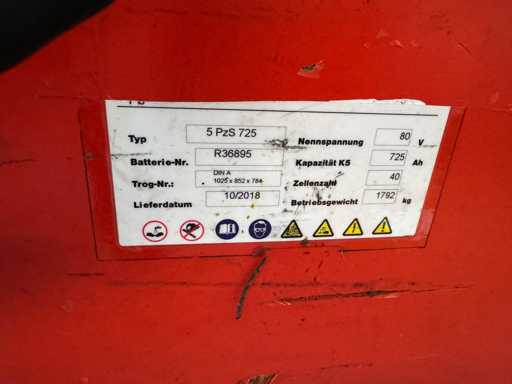 Pb
Typ 5 PzS 725 Nennspannung 80 V
Batterie-Nr. R36895 Kapazität K5 725 Ah
Trog-Nr.: DIN A 1025 x 852 x 784 Zellenzahl 40
Lieferdatum 10/2018 Betriebsgewicht 1792 kg